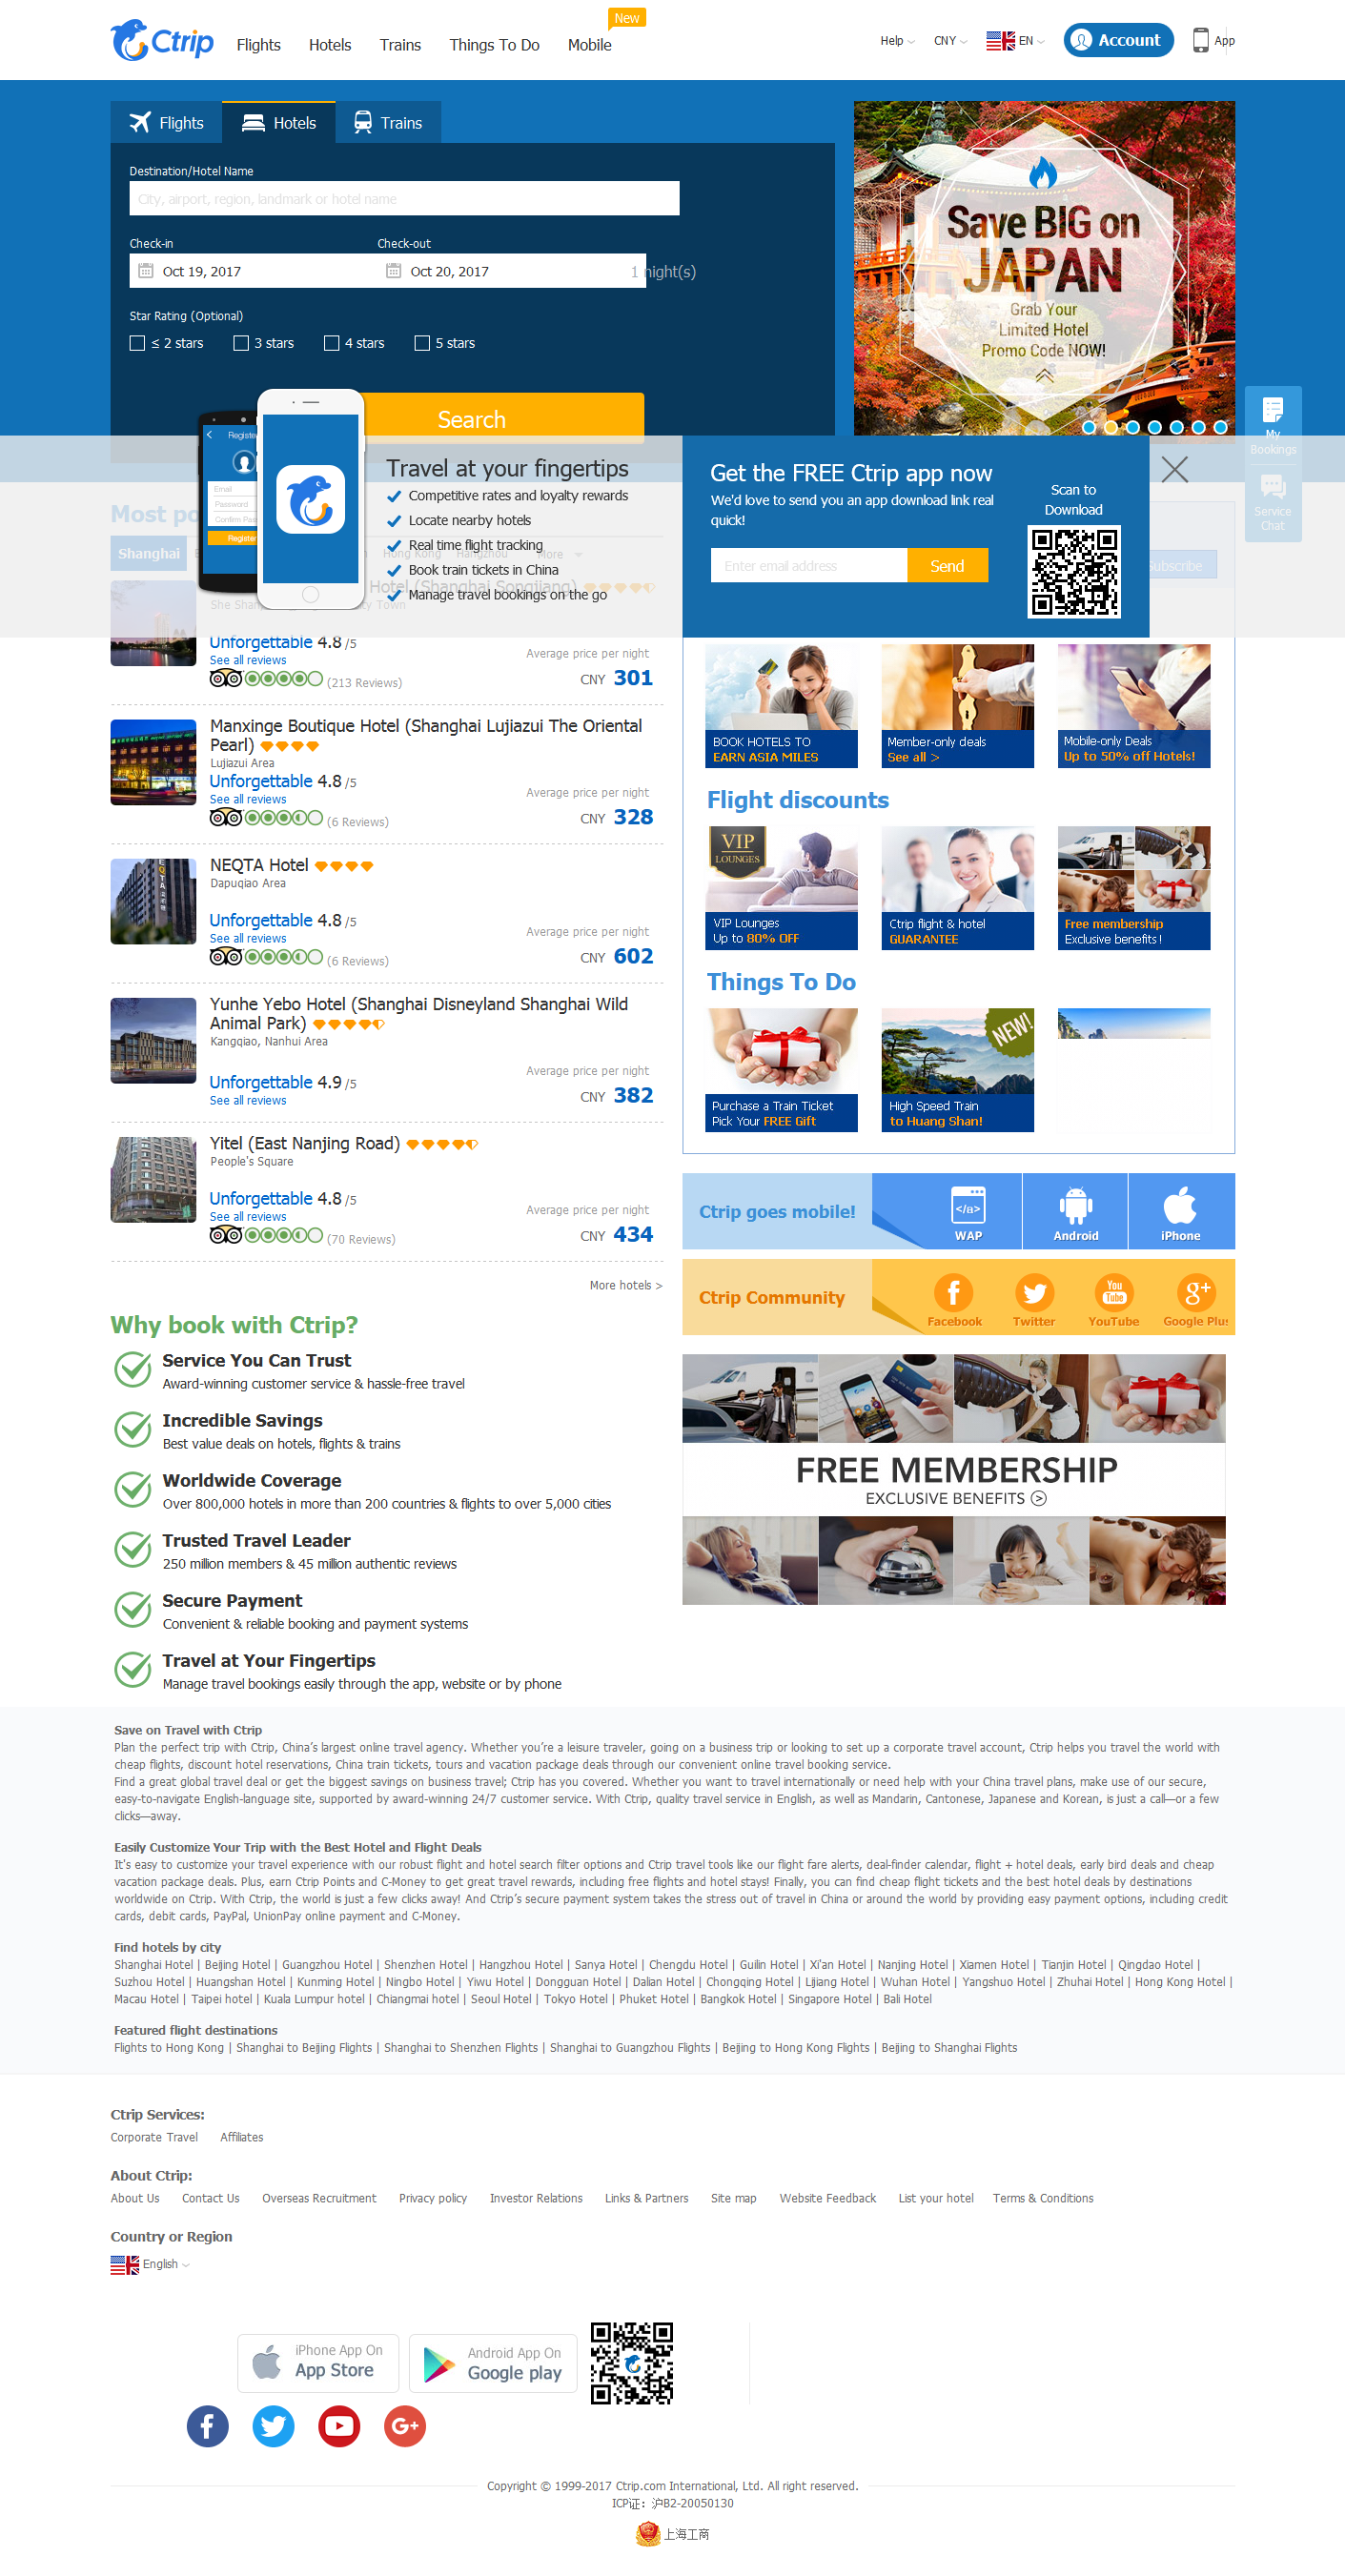 New
Ctrip
Flights
Hotels
Trains
Things To Do
Mobile
Help
CNY
EN
Account
App
Flights
Hotels
Trains
Destination/Hotel Name
City, airport, region, landmark or hotel name
Check-in
Check-out
Oct 19, 2017
Oct 20, 2017
1 night(s)
Star Rating (Optional)
≤ 2 stars
3 stars
4 stars
5 stars
Search
Save BIG on
JAPAN
Grab Your
Limited Hotel
Promo Code NOW!
My
Bookings
Service
Chat
Register
Email
Password
Register
Travel at your fingertips
Competitive rates and loyalty rewards
Locate nearby hotels
Real time flight tracking
Book train tickets in China
Manage travel bookings on the go
Get the FREE Ctrip app now
We'd love to send you an app download link real
quick!
Enter email address
Send
Scan to
Download
Most
Shanghai
Hong Kong
Hangzhou
More
Subscribe
Hotel (Shanghai Songjiang)
Town
Unforgettable 4.8 /5
See all reviews
(213 Reviews)
Average price per night
CNY 301
Manxinge Boutique Hotel (Shanghai Lujiazui The Oriental
Pearl)
Lujiazui Area
Unforgettable 4.8 /5
See all reviews
(6 Reviews)
Average price per night
CNY 328
NEQTA Hotel
Dapuqiao Area
Unforgettable 4.8 /5
See all reviews
(6 Reviews)
Average price per night
CNY 602
Yunhe Yebo Hotel (Shanghai Disneyland Shanghai Wild
Animal Park)
Kangqiao, Nanhui Area
Unforgettable 4.9 /5
See all reviews
Average price per night
CNY 382
Yitel (East Nanjing Road)
People's Square
Unforgettable 4.8 /5
See all reviews
(70 Reviews)
Average price per night
CNY 434
More hotels >
BOOK HOTELS TO
EARN ASIA MILES
Member-only deals
See all >
Mobile-only Deals
Up to 50% off Hotels!
Flight discounts
VIP
LOUNGES
VIP Lounges
Up to 80% OFF
Ctrip flight & hotel
GUARANTEE
Free membership
Exclusive benefits !
Things To Do
Purchase a Train Ticket
Pick Your FREE Gift
NEW!
High Speed Train
to Huang Shan!
Ctrip goes mobile!
WAP
Android
iPhone
Ctrip Community
Facebook
Twitter
YouTube
Google Plus
FREE MEMBERSHIP
EXCLUSIVE BENEFITS >
Why book with Ctrip?
Service You Can Trust
Award-winning customer service & hassle-free travel
Incredible Savings
Best value deals on hotels, flights & trains
Worldwide Coverage
Over 800,000 hotels in more than 200 countries & flights to over 5,000 cities
Trusted Travel Leader
250 million members & 45 million authentic reviews
Secure Payment
Convenient & reliable booking and payment systems
Travel at Your Fingertips
Manage travel bookings easily through the app, website or by phone
Save on Travel with Ctrip
Plan the perfect trip with Ctrip, China’s largest online travel agency. Whether you’re a leisure traveler, going on a business trip or looking to set up a corporate travel account, Ctrip helps you travel the world with
cheap flights, discount hotel reservations, China train tickets, tours and vacation package deals through our convenient online travel booking service.
Find a great global travel deal or get the biggest savings on business travel; Ctrip has you covered. Whether you want to travel internationally or need help with your China travel plans, make use of our secure,
easy-to-navigate English-language site, supported by award-winning 24/7 customer service. With Ctrip, quality travel service in English, as well as Mandarin, Cantonese, Japanese and Korean, is just a call—or a few
clicks—away.
Easily Customize Your Trip with the Best Hotel and Flight Deals
It's easy to customize your travel experience with our robust flight and hotel search filter options and Ctrip travel tools like our flight fare alerts, deal-finder calendar, flight + hotel deals, early bird deals and cheap
vacation package deals. Plus, earn Ctrip Points and C-Money to get great travel rewards, including free flights and hotel stays! Finally, you can find cheap flight tickets and the best hotel deals by destinations
worldwide on Ctrip. With Ctrip, the world is just a few clicks away! And Ctrip’s secure payment system takes the stress out of travel in China or around the world by providing easy payment options, including credit
cards, debit cards, PayPal, UnionPay online payment and C-Money.
Find hotels by city
Shanghai Hotel | Beijing Hotel | Guangzhou Hotel | Shenzhen Hotel | Hangzhou Hotel | Sanya Hotel | Chengdu Hotel | Guilin Hotel | Xi'an Hotel | Nanjing Hotel | Xiamen Hotel | Tianjin Hotel | Qingdao Hotel |
Suzhou Hotel | Huangshan Hotel | Kunming Hotel | Ningbo Hotel | Yiwu Hotel | Dongguan Hotel | Dalian Hotel | Chongqing Hotel | Lijiang Hotel | Wuhan Hotel | Yangshuo Hotel | Zhuhai Hotel | Hong Kong Hotel |
Macau Hotel | Taipei hotel | Kuala Lumpur hotel | Chiangmai hotel | Seoul Hotel | Tokyo Hotel | Phuket Hotel | Bangkok Hotel | Singapore Hotel | Bali Hotel
Featured flight destinations
Flights to Hong Kong | Shanghai to Beijing Flights | Shanghai to Shenzhen Flights | Shanghai to Guangzhou Flights | Beijing to Hong Kong Flights | Beijing to Shanghai Flights
Ctrip Services:
Corporate Travel
Affiliates
About Ctrip:
About Us
Contact Us
Overseas Recruitment
Privacy policy
Investor Relations
Links & Partners
Site map
Website Feedback
List your hotel
Terms & Conditions
Country or Region
English
iPhone App On
App Store
Android App On
Google play
Copyright © 1999-2017 Ctrip.com International, Ltd. All right reserved.
ICP证：沪B2-20050130
上海工商